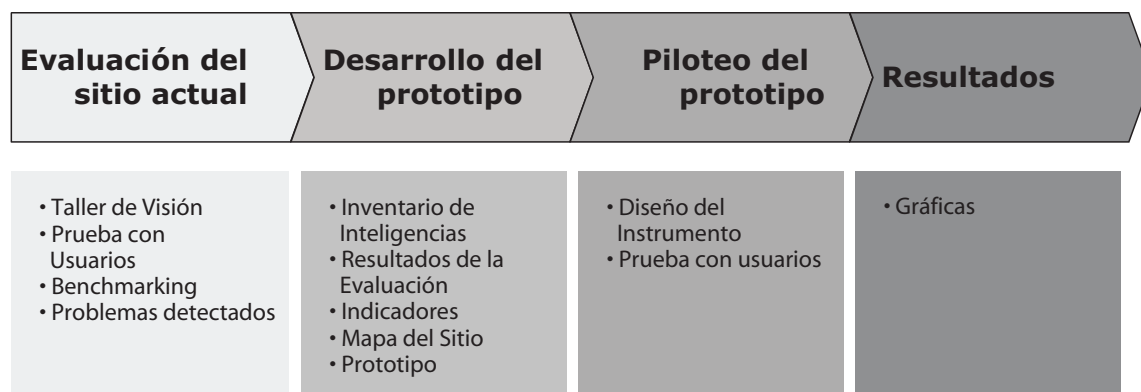 Evaluación del
sitio actual
Desarrollo del
prototipo
Piloteo del
prototipo
Resultados
• Taller de Visión
• Prueba con
Usuarios
• Benchmarking
• Problemas detectados
• Inventario de
Inteligencias
• Resultados de la
Evaluación
• Indicadores
• Mapa del Sitio
• Prototipo
• Diseño del
Instrumento
• Prueba con usuarios
• Gráficas